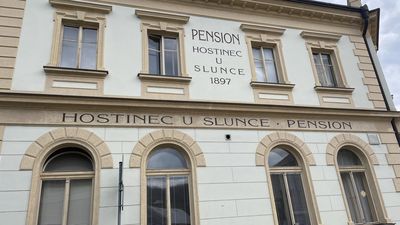 PENSION
HOSTINEC
U
SLUNCE
1897
HOSTINEC U SLUNCE · PENSION